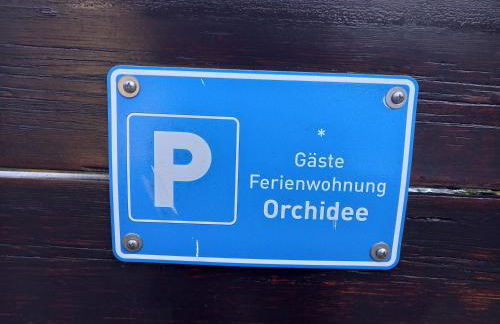 P
*
Gäste
Ferienwohnung
Orchidee